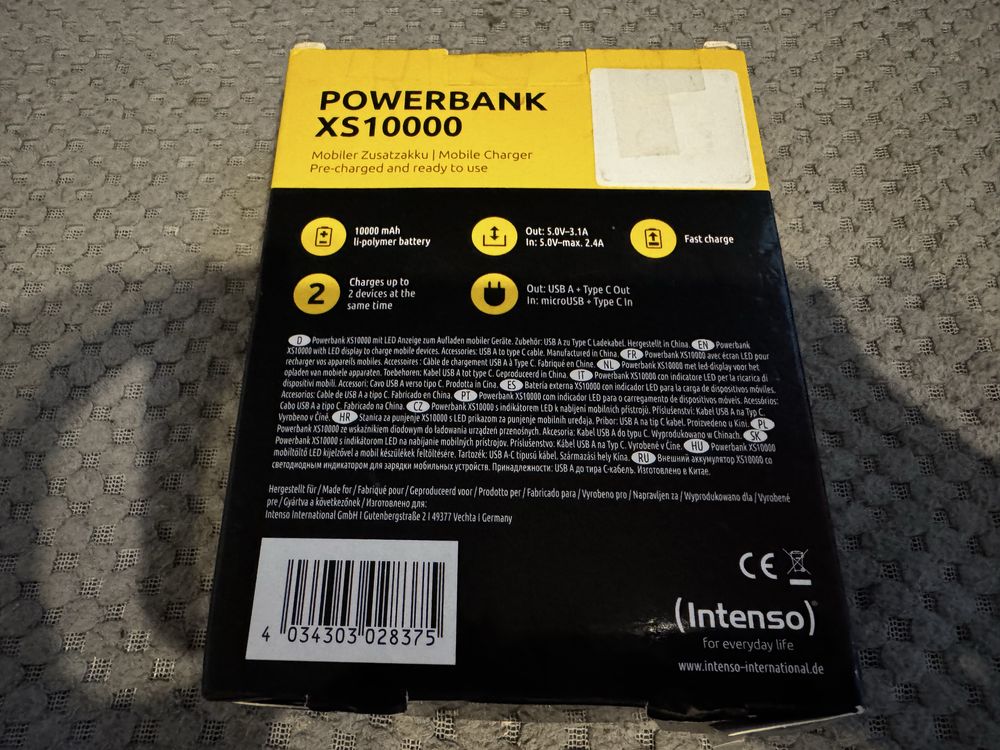 POWERBANK
XS10000
Mobiler Zusatzakku | Mobile Charger
Pre-charged and ready to use
10000 mAh
li-polymer battery
Out: 5.0V–3.1A
In: 5.0V–max. 2.4A
Fast charge
2
Charges up to
2 devices at the
same time
Out: USB A + Type C Out
In: microUSB + Type C in
D Powerbank XS10000 mit LED Anzeige zum Aufladen mobiler Geräte. Zubehör: USB A zu Type C Ladekabel. Hergestellt in China. EN Powerbank
XS10000 with LED display to charge mobile devices. Accessories: USB A to type C cable. Manufactured in China. FR Powerbank XS10000 avec écran LED pour
recharger vos appareils mobiles. Accessoires : Câble de chargement USB A à Type C. Fabriqué en Chine. NL Powerbank XS10000 met led-display voor het
opladen van mobiele apparaten. Toebehoren: Kabel USB A tot type C. Geproduceerd in China. IT Powerbank XS10000 con indicatore LED per la ricarica di
dispositivi mobili. Accessori: Cavo USB A verso tipo C. Prodotta in Cina. ES Batería externa XS10000 con indicador LED para la carga de dispositivos móviles.
Accesorios: Cable de USB A a tipo C. Fabricado en China. PT Powerbank XS10000 com indicador LED para o carregamento de dispositivos móveis. Acessórios:
Cabo USB A a tipo C. Fabricado na China. CZ Powerbank XS10000 s indikátorem LED k nabíjení mobilních přístrojů. Příslušenství: Kabel USB A na Typ C.
Vyrobeno v Číně. HR Stanica za punjenje XS10000 s LED prikazom za punjenje mobilnih uređaja. Pribor: USB A na tip C kabel. Proizvedeno u Kini. PL
Powerbank XS10000 ze wskaźnikiem diodowym do ładowania urządzeń przenośnych. Akcesoria: Kabel USB A do typu C. Wyprodukowano w Chinach. SK
Powerbank XS10000 s indikátorom LED na nabíjanie mobilných prístrojov. Príslušenstvo: Kábel USB A na Typ C. Vyrobené v Číne. HU Powerbank XS10000
mobiltöltő LED kijelzővel a mobil készülékek feltöltésére. Tartozék: USB A-C típusú kábel. Származási hely Kína. RU Внешний аккумулятор XS10000 со
светодиодным индикатором для зарядки мобильных устройств. Принадлежности: USB A до типа C-кабель. Изготовлено в Китае.
Hergestellt für / Made for / Fabriqué pour / Geproduceerd voor / Prodotto per / Fabricado para / Vyrobeno pro / Napravljen za / Wyprodukowano dla / Vyrobené
pre / Gyártva a következőnek / Изготовлено для:
Intenso International GmbH I Gutenbergstraße 2 I 49377 Vechta I Germany
4 034303 028375
CE
(Intenso)®
for everyday life
www.intenso-international.de